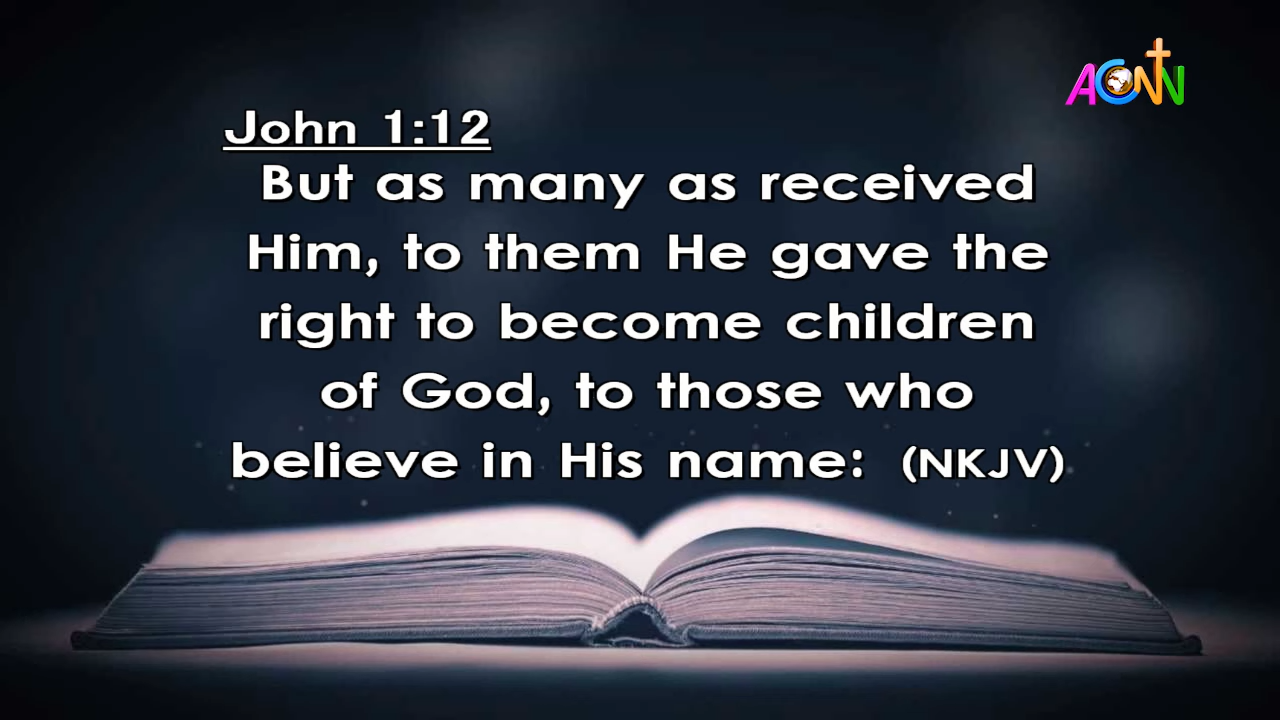 ACNN
John 1:12
But as many as received
Him, to them He gave the
right to become children
of God, to those who
believe in His name: (NKJV)